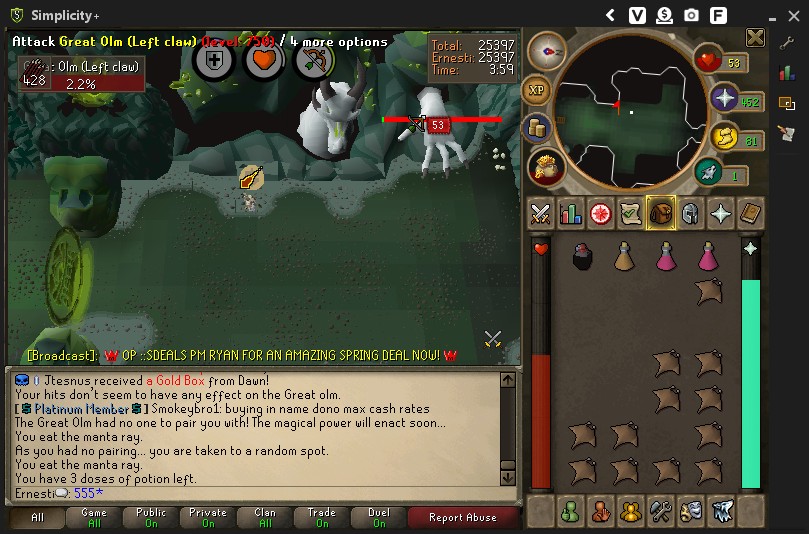 Simplicity+
Attack Great Olm (Left claw) (level 750) / 4 more options
Olm (Left claw)
428
2.2%
Total: 25397
Ernesti: 25397
Time: 3:59
53
53
XP
452
61
1
[Broadcast]: OP ::SDEALS PM RYAN FOR AN AMAZING SPRING DEAL NOW!
Jtesnus received a Gold Box from Dawn!
Your hits don't seem to have any effect on the Great olm.
[Platinum Member] Smokeybro1: buying in name dono max cash rates
The Great Olm had no one to pair you with! The magical power will enact soon...
You eat the manta ray.
As you had no pairing... you are taken to a random spot.
You eat the manta ray.
You have 3 doses of potion left.
Ernesti: 555*
All
Game
All
Public
On
Private
On
Clan
All
Trade
On
Duel
On
Report Abuse